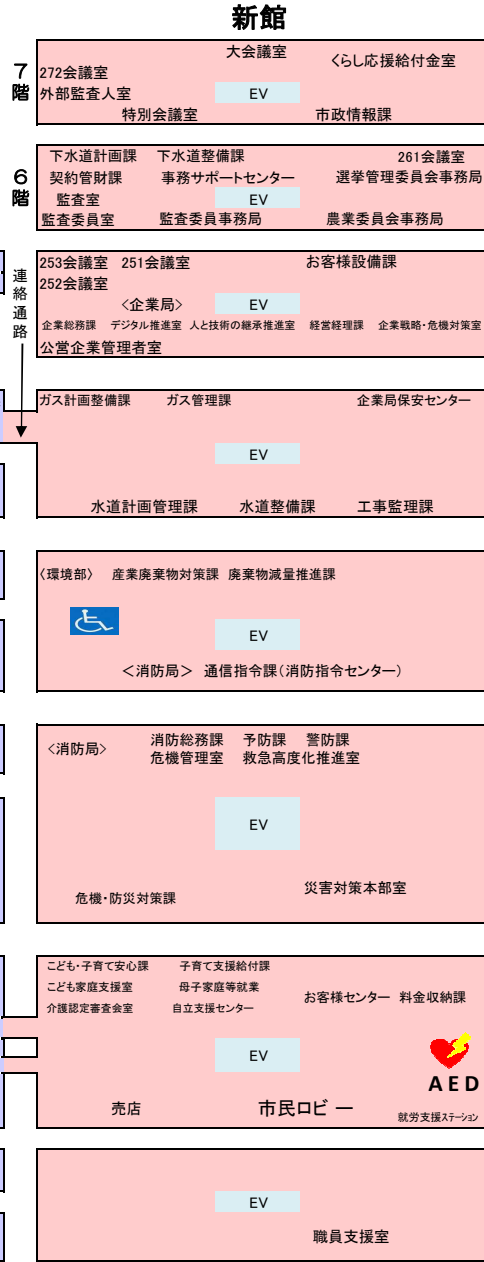 新館
7階
大会議室 くらし応援給付金室
272会議室
外部監査人室 EV
特別会議室 市政情報課
6階
下水道計画課 下水道整備課 261会議室
契約管財課 事務サポートセンター 選挙管理委員会事務局
監査室 EV
監査委員室 監査委員事務局 農業委員会事務局
連絡通路
253会議室 251会議室 お客様設備課
252会議室
<企業局> EV
企業総務課 デジタル推進室 人と技術の継承推進室 経営経理課 企業戦略・危機対策室
公営企業管理者室
ガス計画整備課 ガス管理課 企業局保安センター
EV
水道計画管理課 水道整備課 工事監理課
〈環境部〉 産業廃棄物対策課 廃棄物減量推進課
EV
＜消防局＞ 通信指令課(消防指令センター)
<消防局> 消防総務課 予防課 警防課
危機管理室 救急高度化推進室
EV
危機・防災対策課 災害対策本部室
こども・子育て安心課 子育て支援給付課
こども家庭支援室 母子家庭等就業 お客様センター 料金収納課
介護認定審査会室 自立支援センター
EV
AED
売店 市民ロビー
就労支援ステーション
EV
職員支援室